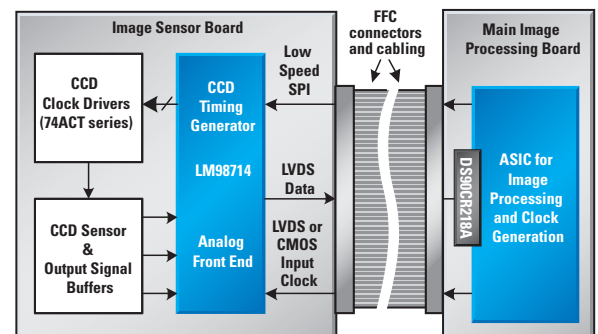 Image Sensor Board
CCD
Clock Drivers
(74ACT series)
CCD Sensor
&
Output Signal
Buffers
CCD
Timing
Generator
LM98714
Analog
Front End
Low
Speed
SPI
LVDS
Data
LVDS or
CMOS
Input
Clock
FFC
connectors
and cabling
Main Image
Processing Board
DS90CR218A
ASIC for
Image
Processing
and Clock
Generation